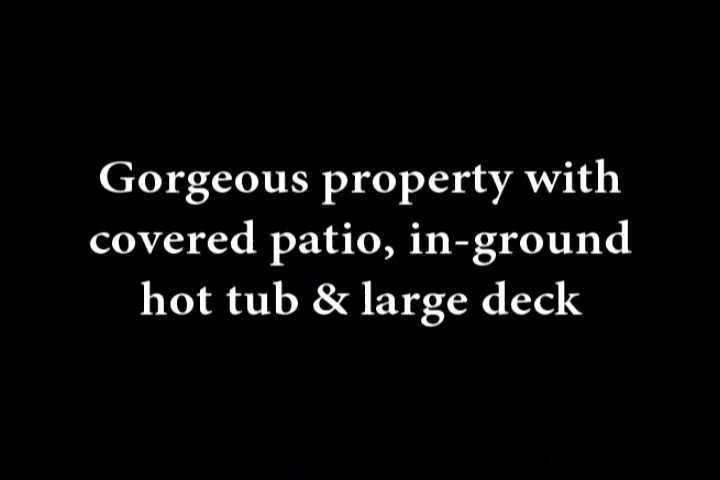 Gorgeous property with
covered patio, in-ground
hot tub & large deck